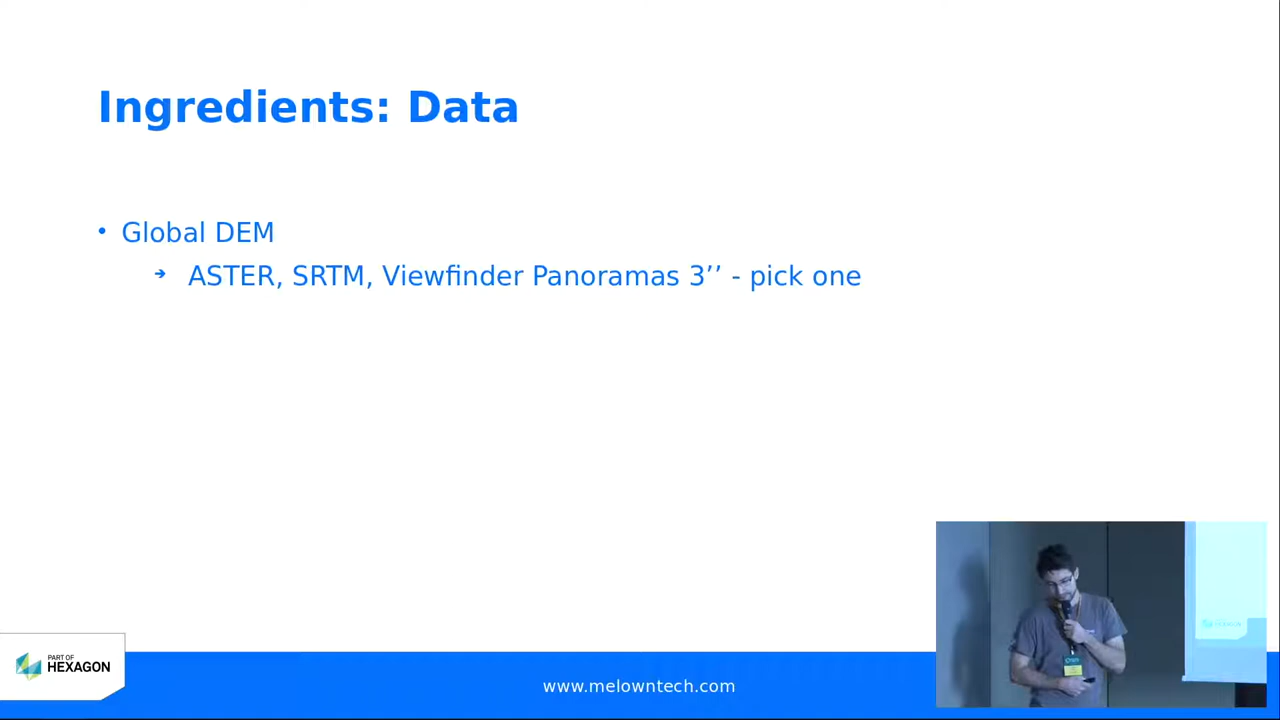 Ingredients: Data
• Global DEM
➔ ASTER, SRTM, Viewfinder Panoramas 3’’ - pick one
PART OF
HEXAGON
www.melowntech.com